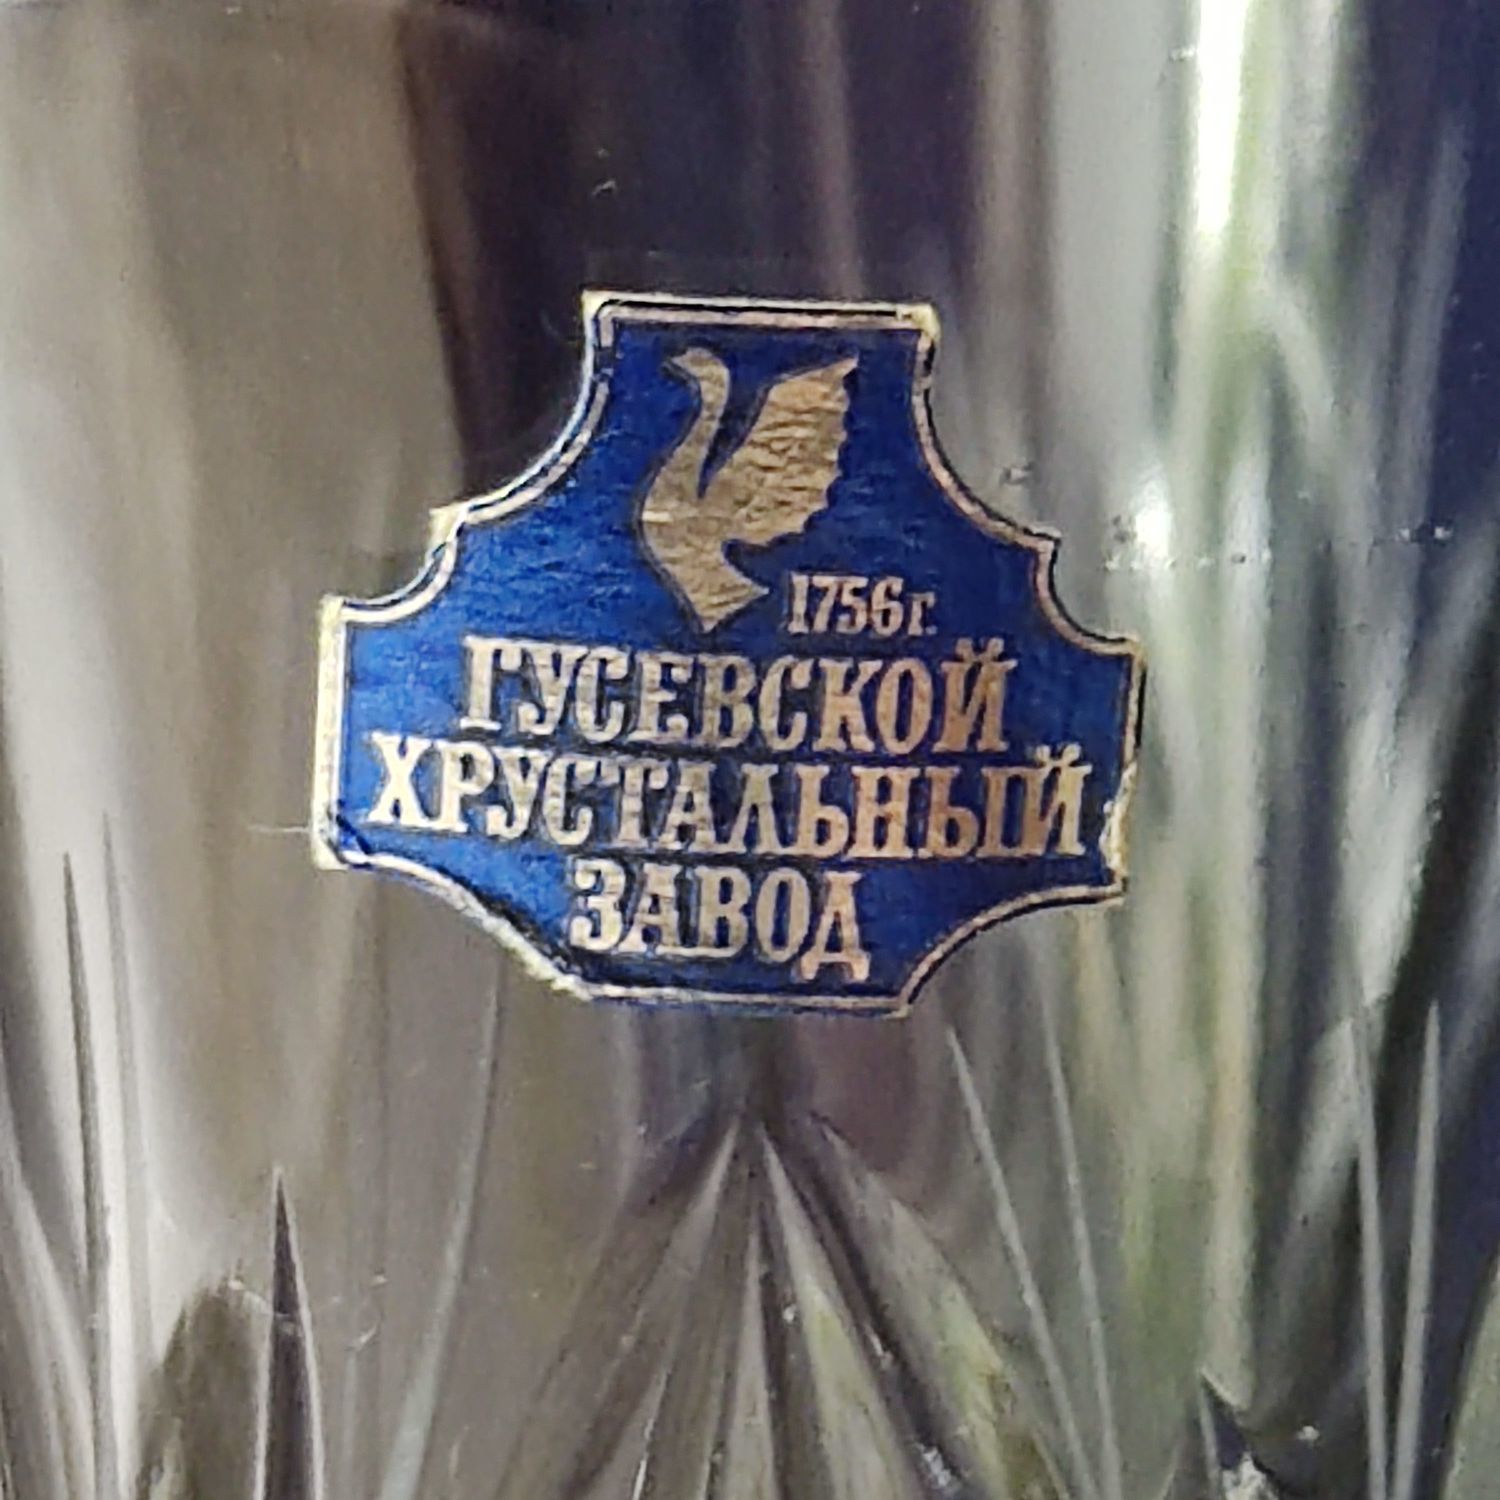 1756г.
ГУСЕВСКОЙ
ХРУСТАЛЬНЫЙ
ЗАВОД